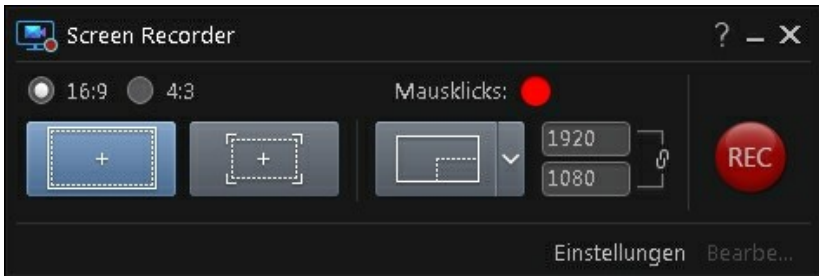 Screen Recorder ?
16:9 4:3 Mausklicks:
1920
1080
REC
Einstellungen Bearbe...